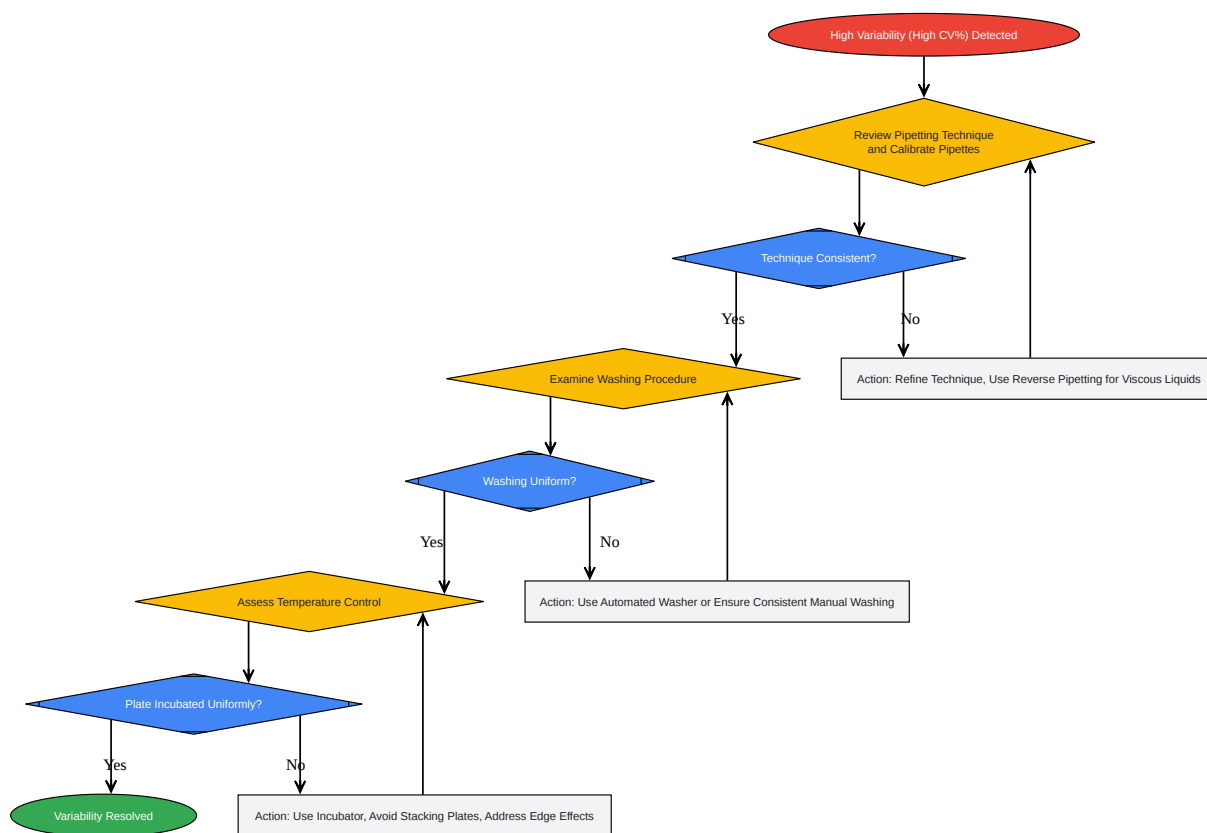 High Variability (High CV%) Detected
Review Pipetting Technique
and Calibrate Pipettes
Technique Consistent?
Yes
No
Examine Washing Procedure
Action: Refine Technique, Use Reverse Pipetting for Viscous Liquids
Washing Uniform?
Yes
No
Assess Temperature Control
Action: Use Automated Washer or Ensure Consistent Manual Washing
Plate Incubated Uniformly?
Yes
No
Variability Resolved
Action: Use Incubator, Avoid Stacking Plates, Address Edge Effects